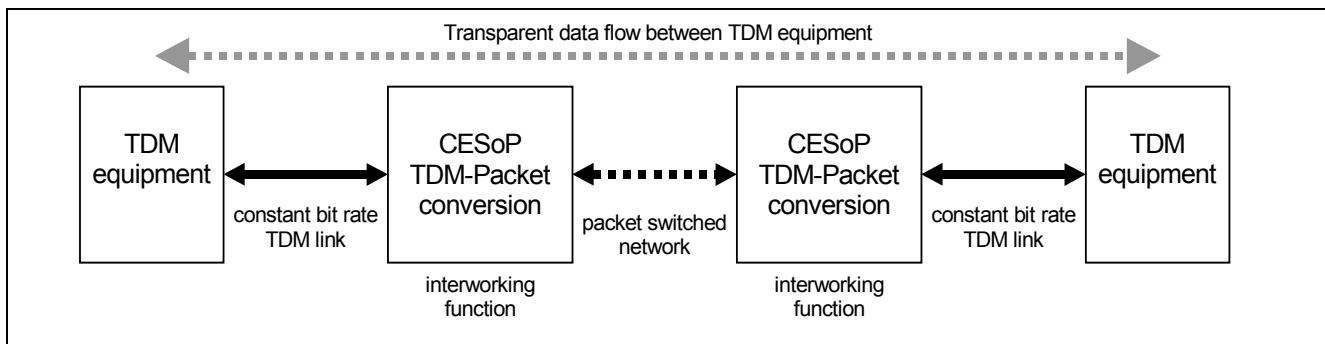 Transparent data flow between TDM equipment
TDM
equipment
constant bit rate
TDM link
CESoP
TDM-Packet
conversion
interworking
function
packet switched
network
CESoP
TDM-Packet
conversion
interworking
function
constant bit rate
TDM link
TDM
equipment